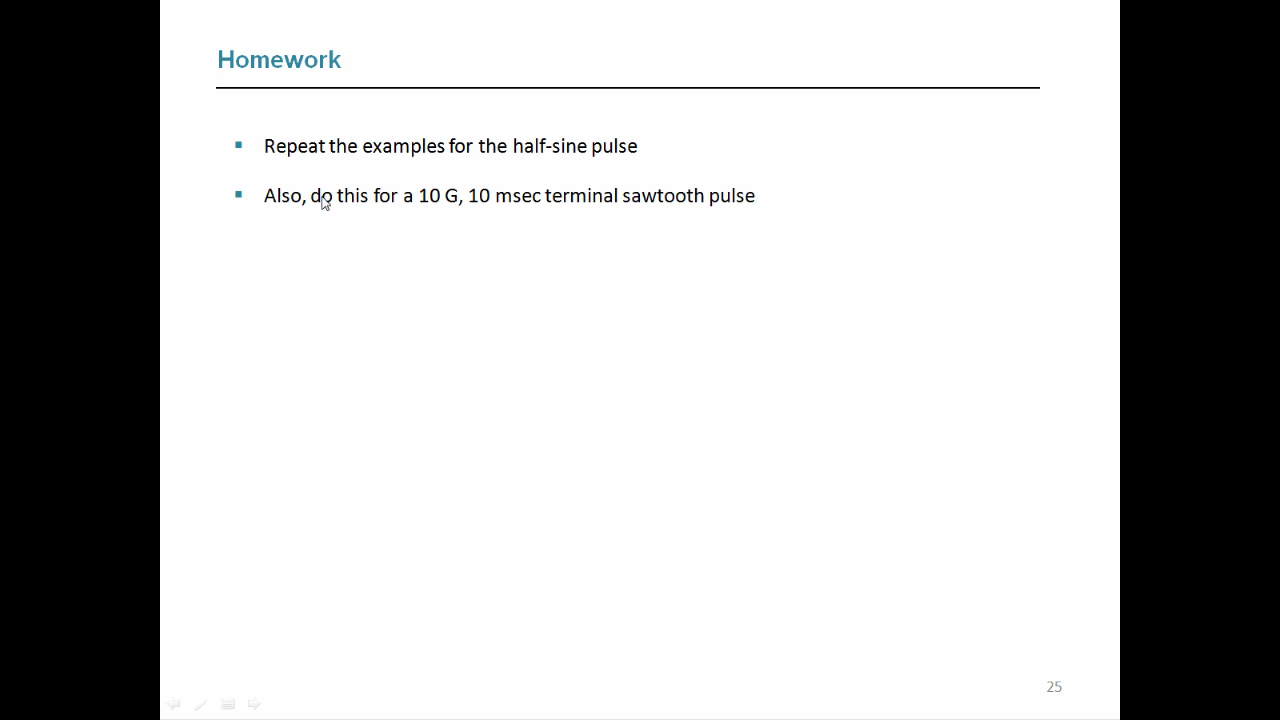 Homework
Repeat the examples for the half-sine pulse
Also, do this for a 10 G, 10 msec terminal sawtooth pulse
25